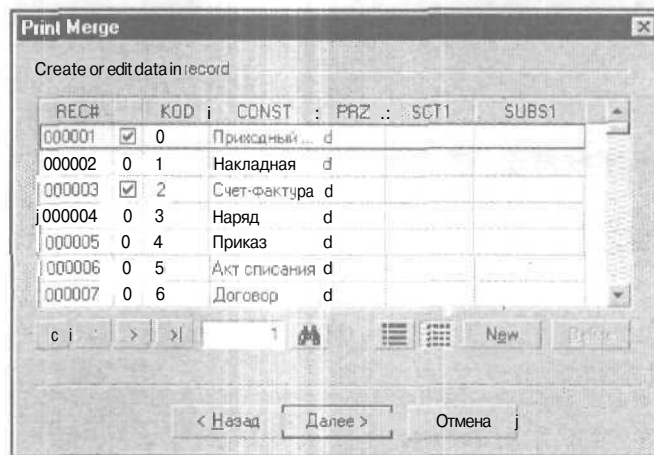 Print Merge
Create or edit data in record
REC# KOD i CONST : PRZ .: SCT1 SUBS1
000001 0 Приходный ... d
000002 0 1 Накладная d
000003 2 Счет-фактура d
j000004 0 3 Наряд d
000005 0 4 Приказ d
000006 0 5 Акт списания d
000007 0 6 Договор d
c i > >| 1 New
< Назад Далее > Отмена j